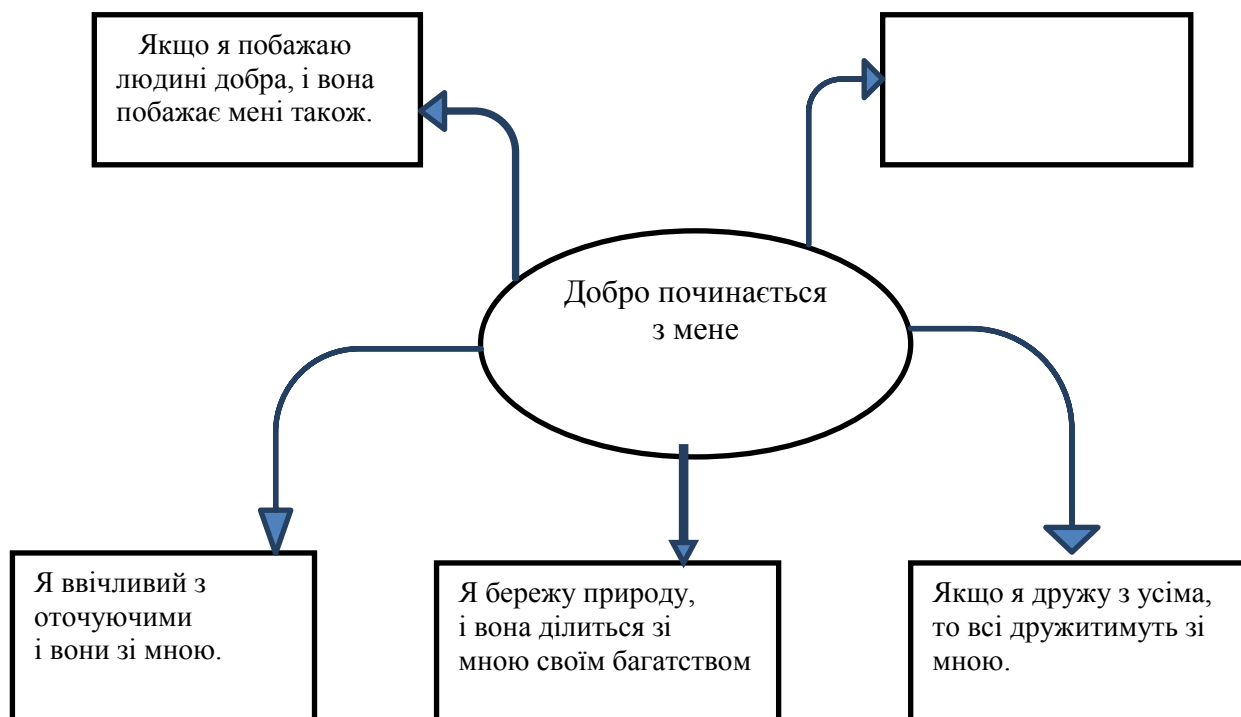 Якщо я побажаю
людині добра, і вона
побажає мені також.
Добро починається
з мене
Я ввічливий з
оточуючими
і вони зі мною.
Я бережу природу,
і вона ділиться зі
мною своїм багатством
Якщо я дружу з усіма,
то всі дружитимуть зі
мною.